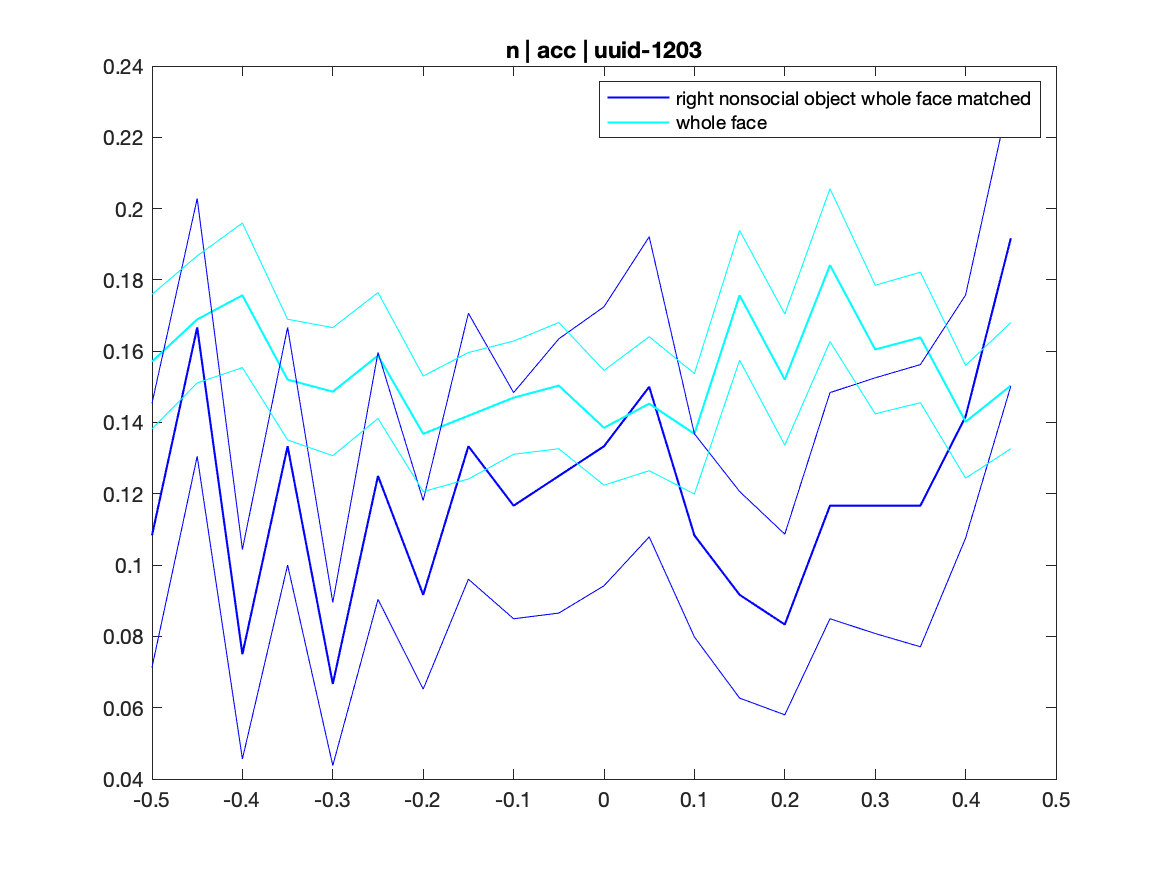 n | acc | uuid-1203
right nonsocial object whole face matched
whole face
0.24
0.22
0.2
0.18
0.16
0.14
0.12
0.1
0.08
0.06
0.04
-0.5 -0.4 -0.3 -0.2 -0.1 0 0.1 0.2 0.3 0.4 0.5